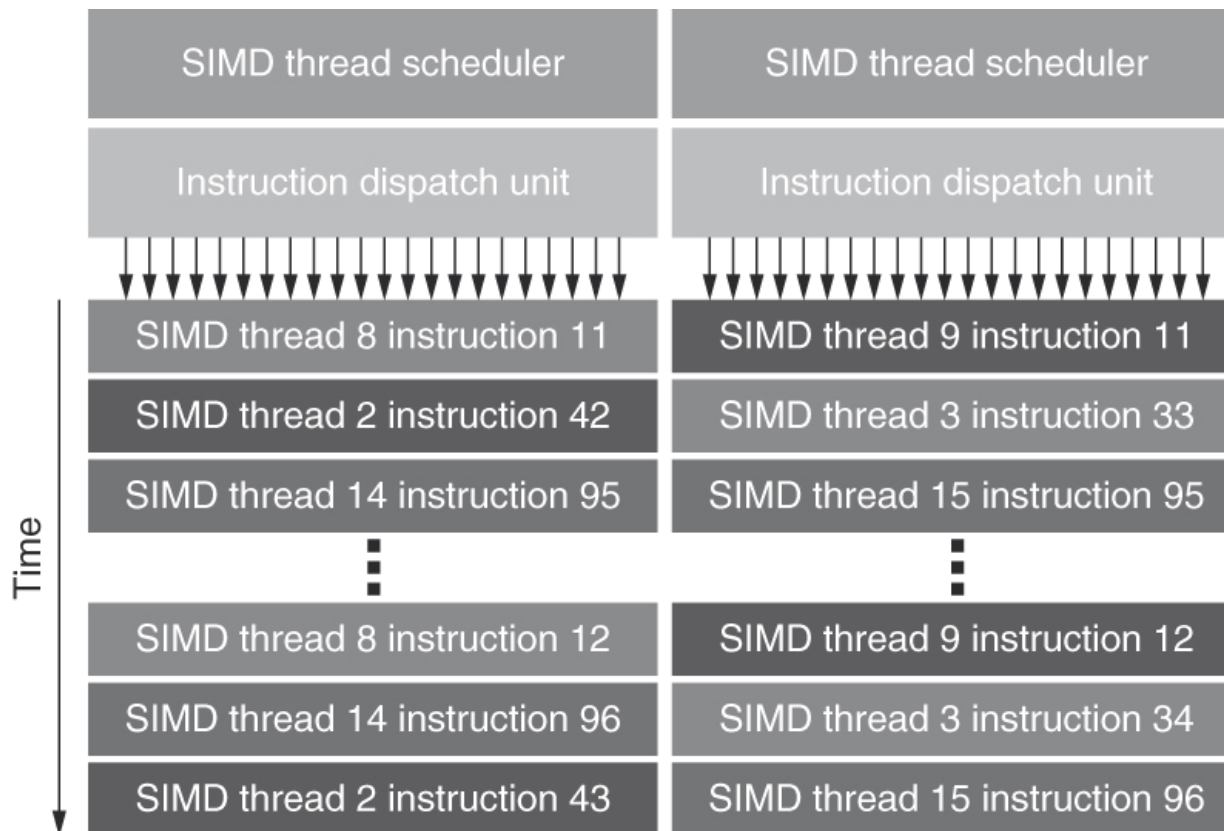 SIMD thread scheduler
SIMD thread scheduler
Instruction dispatch unit
Instruction dispatch unit
Time
SIMD thread 8 instruction 11
SIMD thread 9 instruction 11
SIMD thread 2 instruction 42
SIMD thread 3 instruction 33
SIMD thread 14 instruction 95
SIMD thread 15 instruction 95
SIMD thread 8 instruction 12
SIMD thread 9 instruction 12
SIMD thread 14 instruction 96
SIMD thread 3 instruction 34
SIMD thread 2 instruction 43
SIMD thread 15 instruction 96